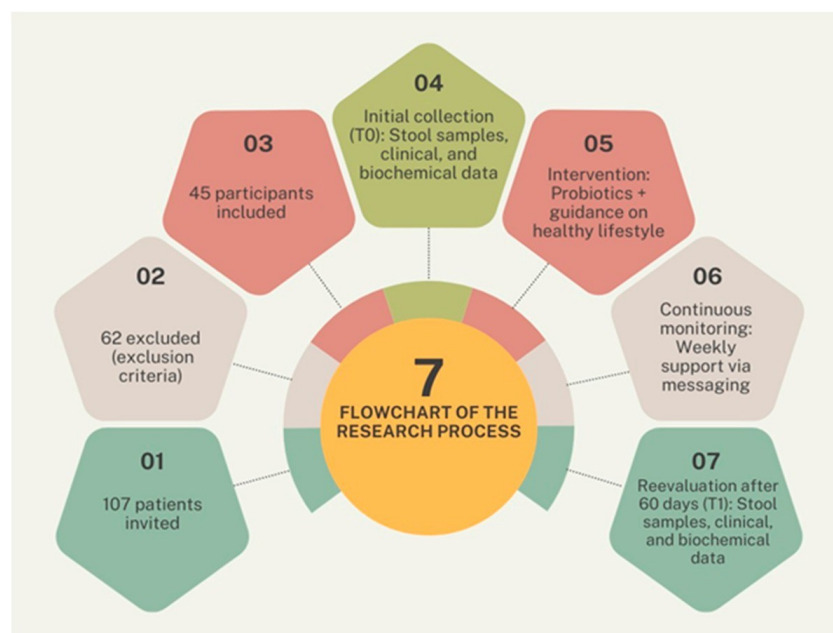 01
107 patients
invited
02
62 excluded
(exclusion
criteria)
03
45 participants
included
04
Initial collection
(T0): Stool samples,
clinical, and
biochemical data
05
Intervention:
Probiotics +
guidance on
healthy lifestyle
06
Continuous
monitoring:
Weekly
support via
messaging
07
Reevaluation after
60 days (T1): Stool
samples, clinical,
and biochemical
data
7
FLOWCHART OF THE
RESEARCH PROCESS